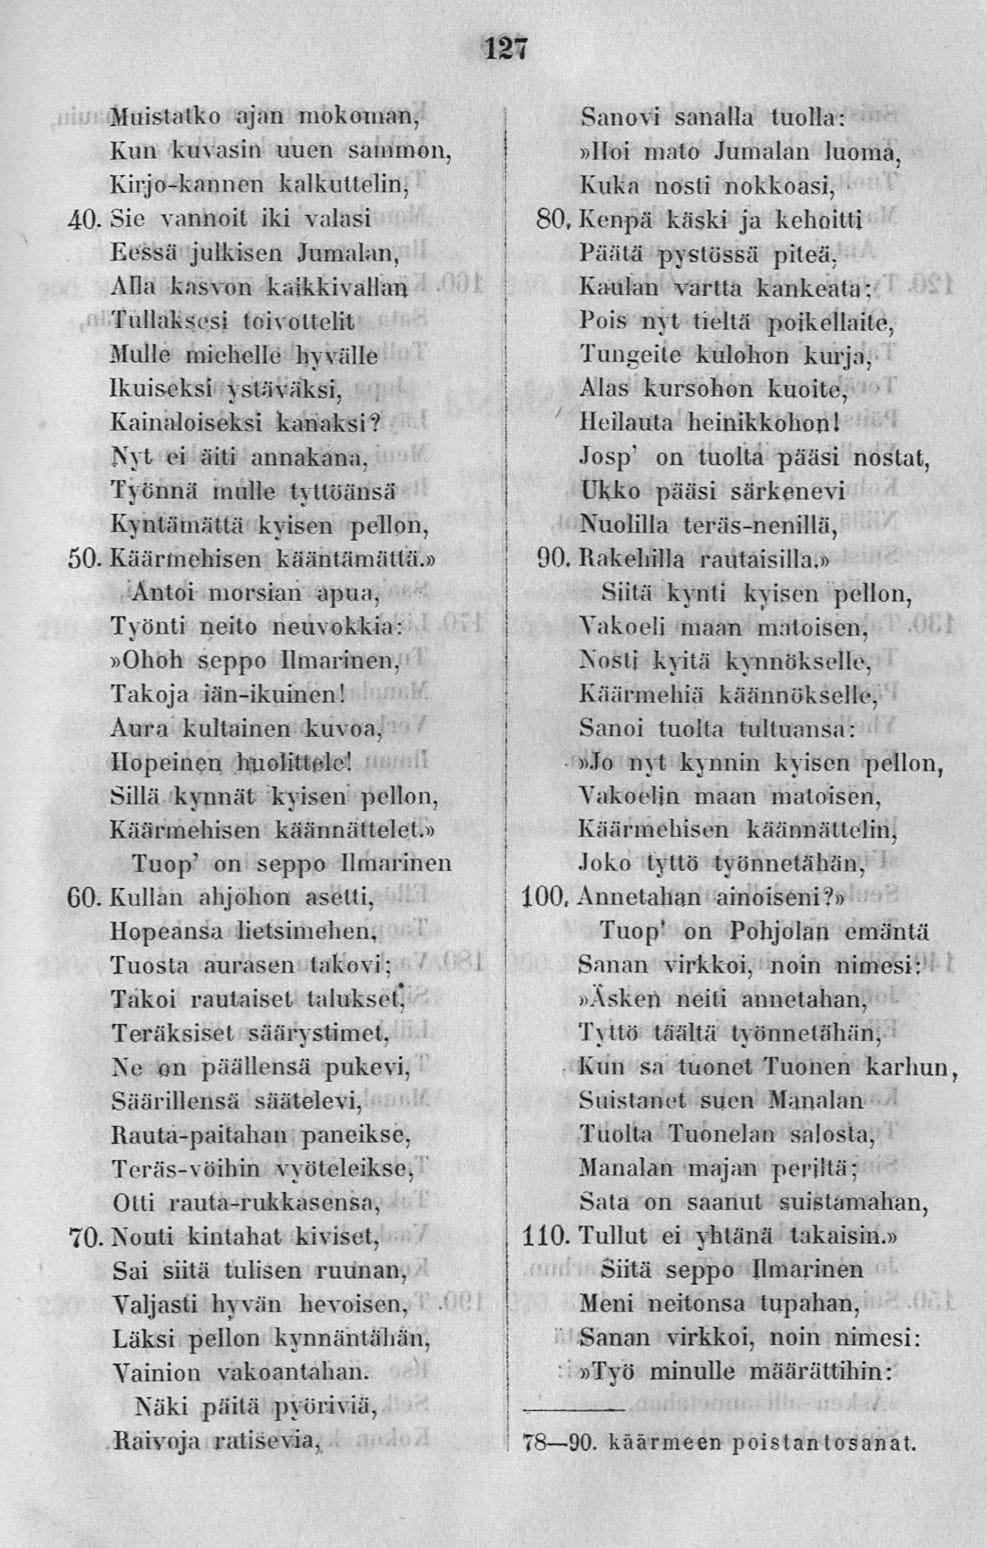 127
Muistatko ajan mokoman,
Kun kuvasin uuen sammon,
Kirjo-kannen kalkuttelin,
40. Sie vannoit iki valasi
Eessä julkisen Jumalan,
Alla kasvon kaikkivallan
Tullaksesi toivottelit
Mulle miehelle hyvälle
Ikuiseksi ystäväksi,
Kainaloiseksi kanaksi?
Nyt ei äiti annakana,
Työnnä mulle tyttöänsä
Kyntämättä kyisen pellon,
50. Käärmehisen kääntämättä.»
Antoi morsian apua,
Työnti neito neuvokkia:
»Ohoh seppo Ilmarinen,
Takoja iän-ikuinen!
Aura kultainen kuvoa,
Hopeinen huolittele!
Sillä kynnät kyisen pellon,
Käärmehisen käännättelet.»
Tuop' on seppo Ilmarinen
60. Kullan ahjohon asetti,
Hopeansa lietsimehen,
Tuosta aurasen takovi;
Takoi rautaiset talukset,
Teräksiset säärystimet,
Ne on päällensä pukevi,
Säärillensä säätelevi,
Rauta-paitahan paneikse,
Teräs-vöihin vyöteleikse,
Otti rauta-rukkasensa,
70. Nouti kintahat kiviset,
Sai siitä tulisen ruunan,
Valjasti hyvän hevoisen,
Läksi pellon kynnäntähän,
Vainion vakoantahan.
Näki päitä pyöriviä,
Raivoja ratisevia,
Sanovi sanalla tuolla:
»Hoi mato Jumalan luoma,
Kuka nosti nokkoasi,
80. Kenpä käski ja kehoitti
Päätä pystössä piteä,
Kaulan vartta kankeata;
Pois nyt tieltä poikellaite,
Tungeite kulohon kurja,
Alas kursohon kuoite,
Heilauta heinikkohon!
Josp' on tuolta pääsi nostat,
Ukko pääsi särkenevi
Nuolilla teräs-nenillä,
90. Rakehilla rautaisilla.»
Siitä kynti kyisen pellon,
Vakoeli maan matoisen,
Nosti kyitä kynnökselle,
Käärmehiä käännökselle,
Sanoi tuolta tultuansa:
»Jo nyt kynnin kyisen pellon,
Vakoelin maan matoisen,
Käärmehisen käännättelin,
Joko tyttö työnnetähän,
100. Annetahan ainoiseni?»
Tuop' on Pohjolan emäntä
Sanan virkkoi, noin nimesi:
»Äsken neiti annetahan,
Tyttö täältä työnnetähän,
Kun sa tuonet Tuonen karhun,
Suistanet suen Manalan
Tuolta Tuonelan salosta,
Manalan majan periltä;
Sata on saanut suistamahan,
110. Tullut ei yhtänä takaisin.»
Siitä seppo Ilmarinen
Meni neitonsa tupahan,
Sanan virkkoi, noin nimesi:
»Työ minulle määrättihin:
78—90. käärmeen poistantosanat.